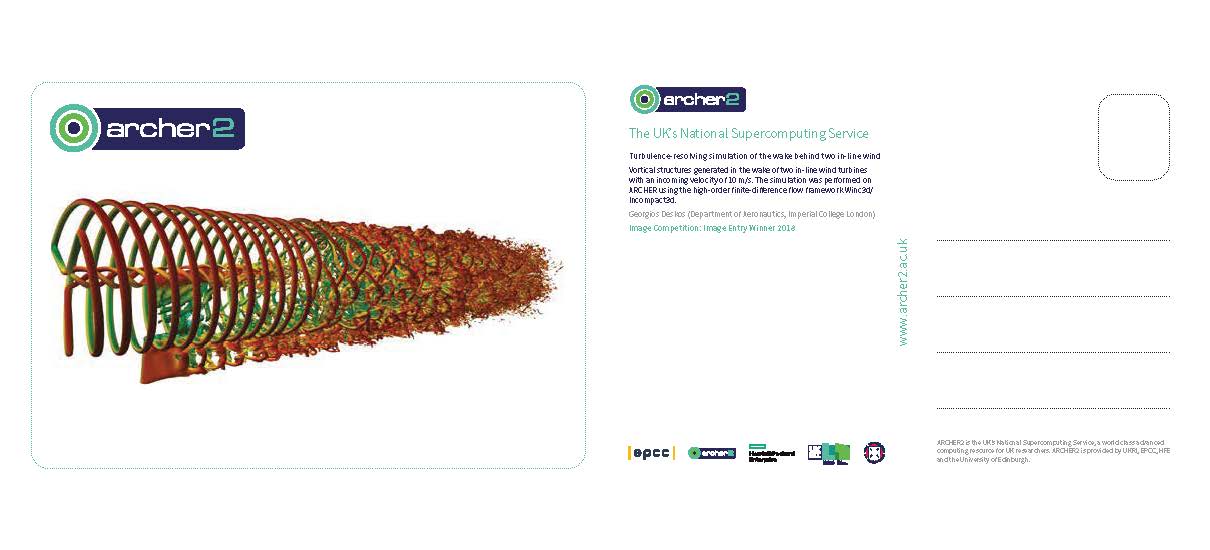 archer2
archer2
The UK's National Supercomputing Service
Turbulence-resolving simulation of the wake behind two in-line wind
Vortical structures generated in the wake of two in-line wind turbines
with an incoming velocity of 10 m/s. The simulation was performed on
ARCHER using the high-order finite-difference flow framework Winc3d/
Incompact3d.
Georgios Deskos (Department of Aeronautics, Imperial College London)
Image Competition: Image Entry Winner 2018
www.archer2.ac.uk
epcc
archer2
Hewlett Packard
Enterprise
ARCHER2 is the UK's National Supercomputing Service, a world class advanced
computing resource for UK researchers. ARCHER2 is provided by UKRI, EPCC, HPE
and the University of Edinburgh.